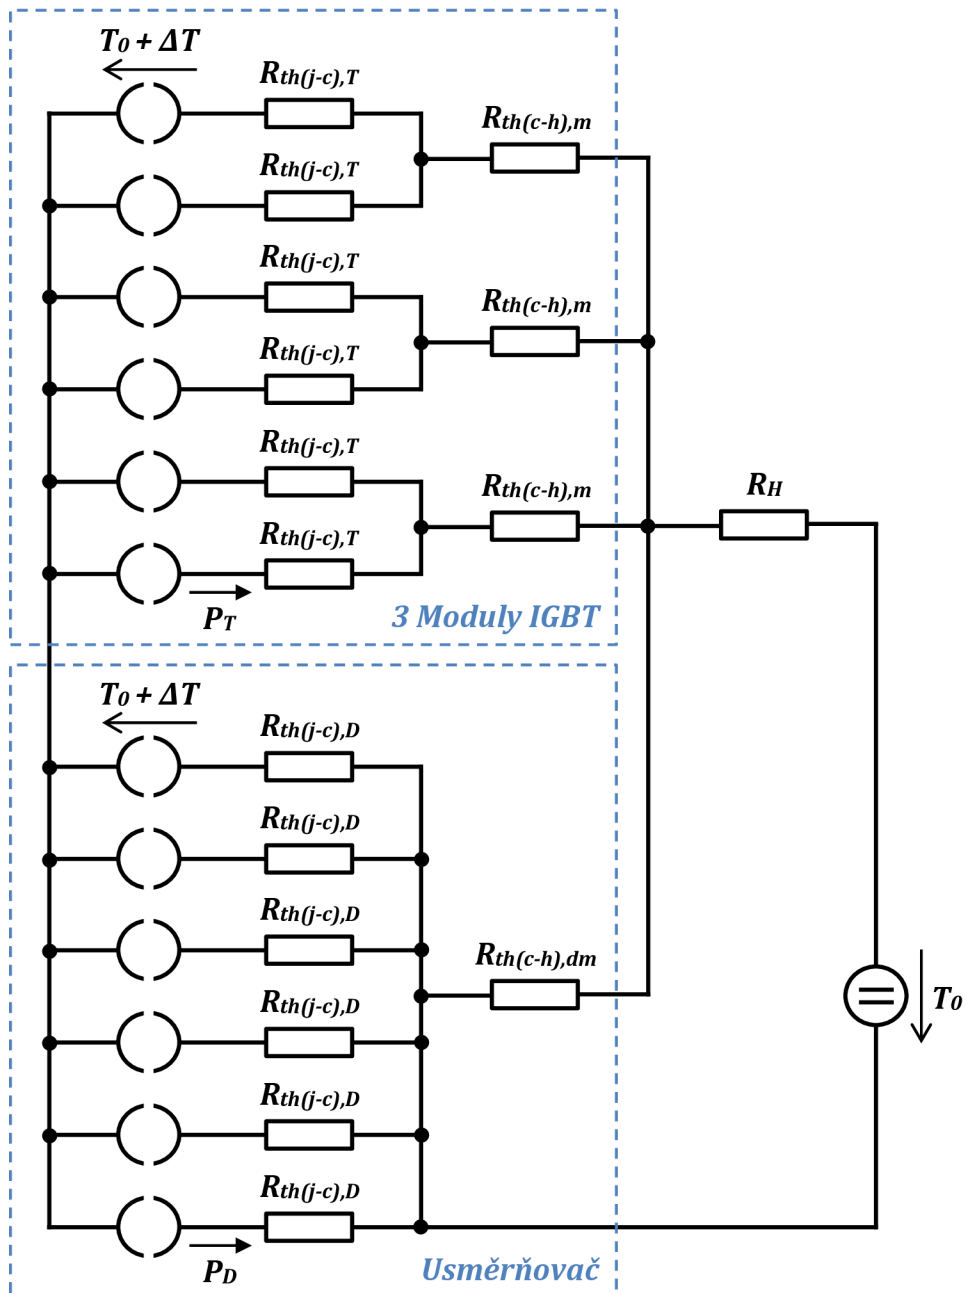 T0 + ΔT
Rth(j-c),T
Rth(c-h),m
Rth(j-c),T
Rth(j-c),T
Rth(c-h),m
Rth(j-c),T
Rth(j-c),T
Rth(c-h),m
RH
Rth(j-c),T
PT
3 Moduly IGBT
T0 + ΔT
Rth(j-c),D
Rth(j-c),D
Rth(j-c),D
Rth(c-h),dm
Rth(j-c),D
T0
Rth(j-c),D
Rth(j-c),D
PD
Usměrňovač